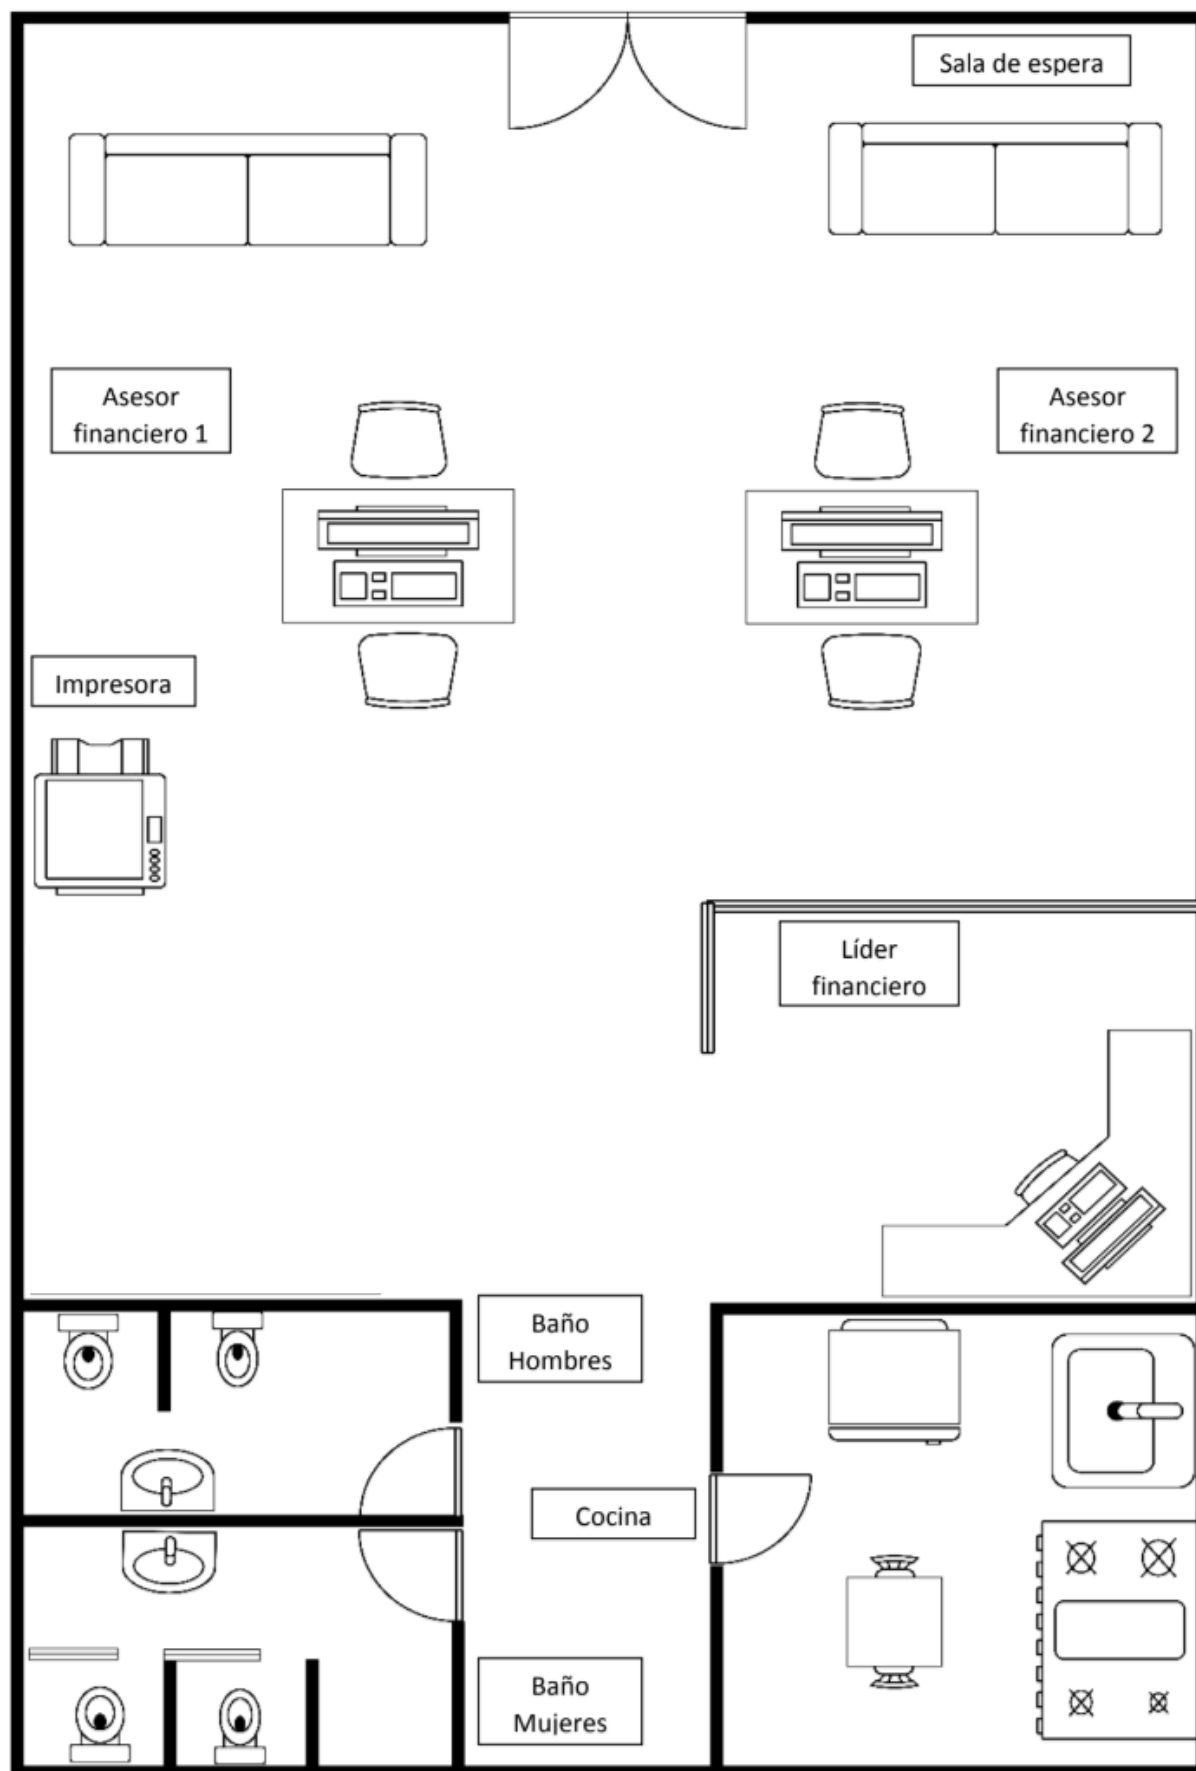 Sala de espera
Asesor
financiero 1
Asesor
financiero 2
Impresora
Líder
financiero
Baño
Hombres
Cocina
Baño
Mujeres